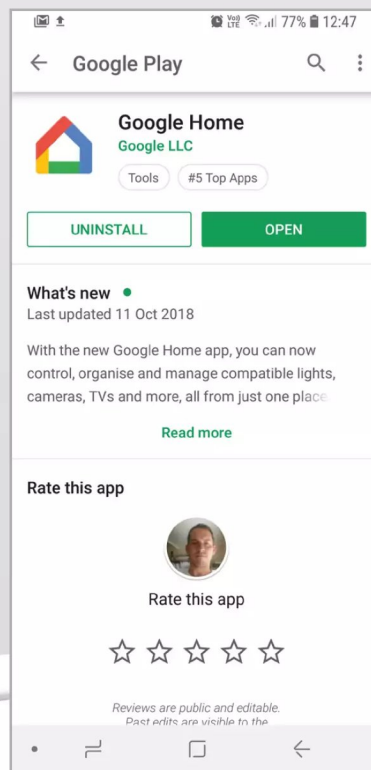 Vo))
LTE
77%
12:47
Google Play
Google Home
Google LLC
Tools
#5 Top Apps
UNINSTALL
OPEN
What's new
Last updated 11 Oct 2018
With the new Google Home app, you can now
control, organise and manage compatible lights,
cameras, TVs and more, all from just one place
Read more
Rate this app
Rate this app
Reviews are public and editable.
Past edits are visible to the